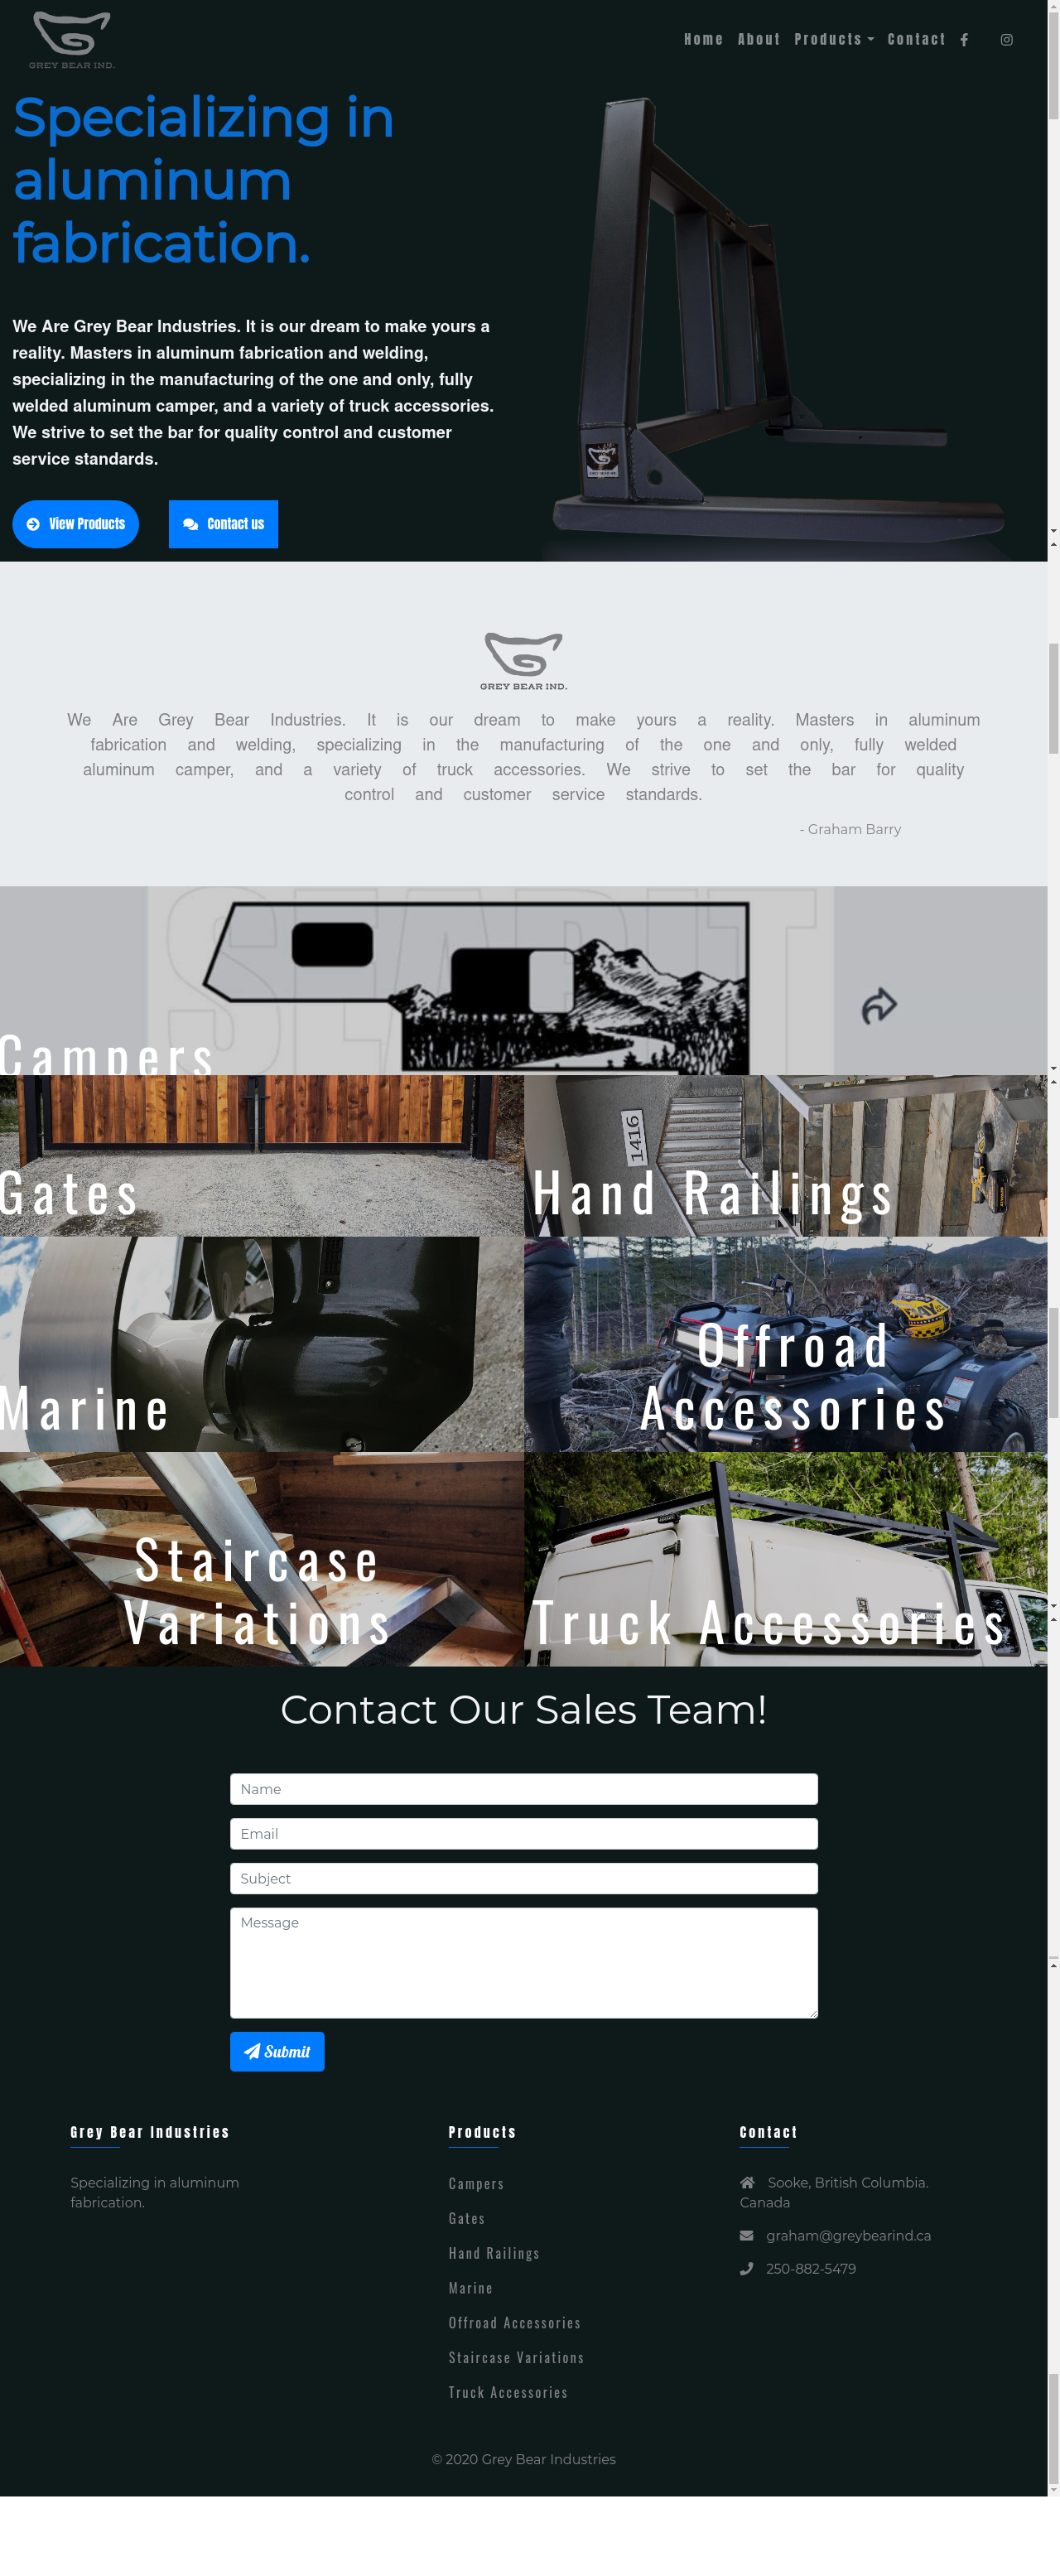 GREY BEAR IND.
Home About Products Contact
Specializing in
aluminum
fabrication.
We Are Grey Bear Industries. It is our dream to make yours a
reality. Masters in aluminum fabrication and welding,
specializing in the manufacturing of the one and only, fully
welded aluminum camper, and a variety of truck accessories.
We strive to set the bar for quality control and customer
service standards.
View Products Contact us
GREY BEAR IND.
We Are Grey Bear Industries. It is our dream to make yours a reality. Masters in aluminum
fabrication and welding, specializing in the manufacturing of the one and only, fully welded
aluminum camper, and a variety of truck accessories. We strive to set the bar for quality
control and customer service standards.
- Graham Barry
Campers
1416
Gates
Hand Railings
Marine
Offroad
Accessories
Staircase
Variations
Truck Accessories
Contact Our Sales Team!
Name
Email
Subject
Message
Submit
Grey Bear Industries
Specializing in aluminum
fabrication.
Products
Campers
Gates
Hand Railings
Marine
Offroad Accessories
Staircase Variations
Truck Accessories
Contact
Sooke, British Columbia.
Canada
graham@greybearind.ca
250-882-5479
© 2020 Grey Bear Industries